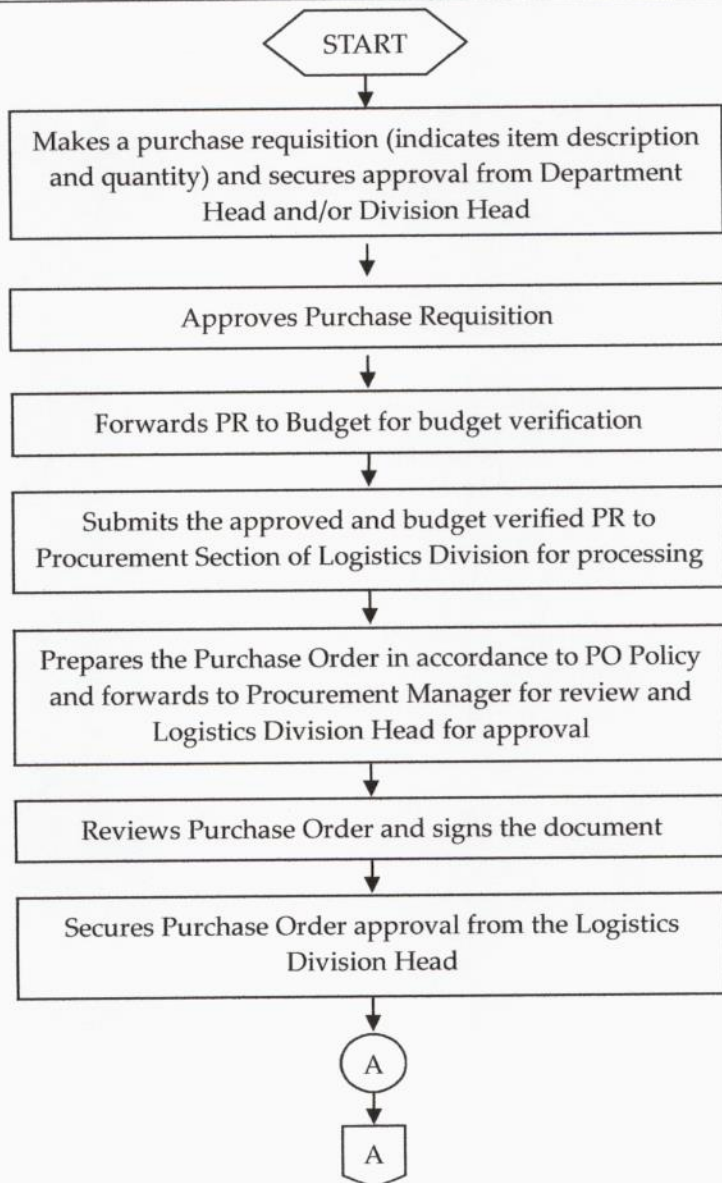 START
Makes a purchase requisition (indicates item description
and quantity) and secures approval from Department
Head and/or Division Head
Approves Purchase Requisition
Forwards PR to Budget for budget verification
Submits the approved and budget verified PR to
Procurement Section of Logistics Division for processing
Prepares the Purchase Order in accordance to PO Policy
and forwards to Procurement Manager for review and
Logistics Division Head for approval
Reviews Purchase Order and signs the document
Secures Purchase Order approval from the Logistics
Division Head
A
A